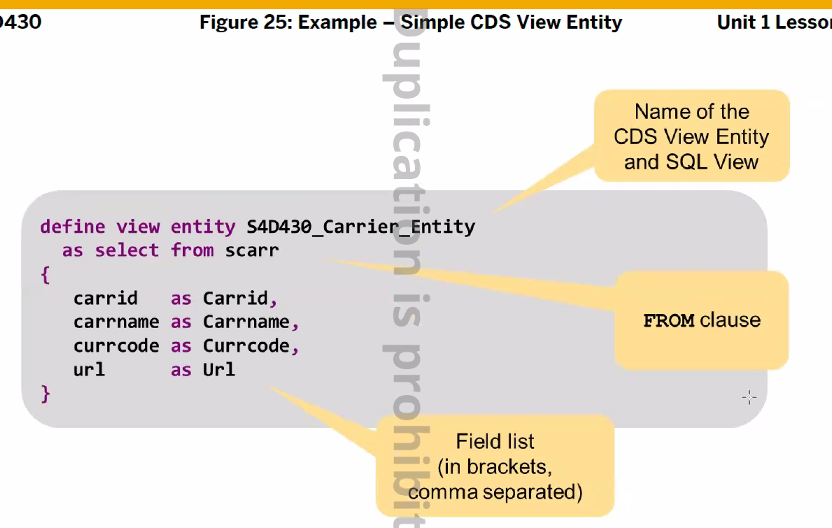 D430
Figure 25: Example – Simple CDS View Entity
Unit 1 Lesson
Name of the
CDS View Entity
and SQL View
define view entity S4D430_Carrier_Entity
as select from scarr
{
carrid as Carrid,
carrname as Carrname,
currcode as Currcode,
url as Url
}
FROM clause
Field list
(in brackets,
comma separated)
Duplication is prohibit